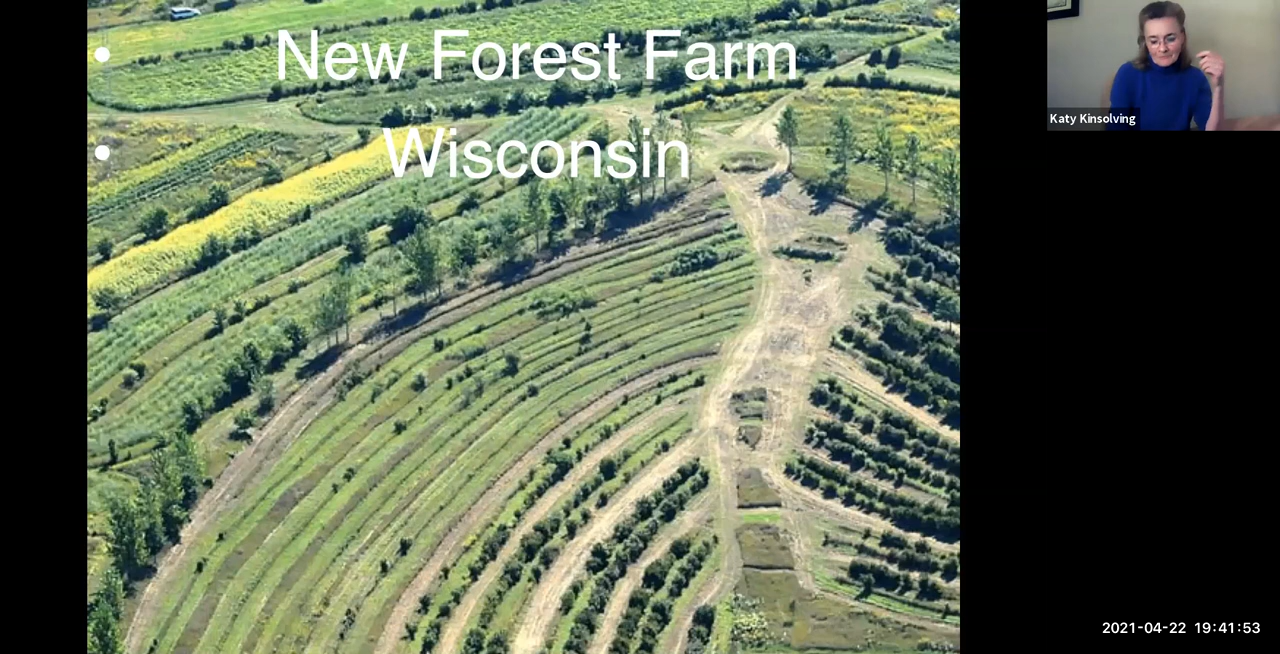 • New Forest Farm
• Wisconsin
Katy Kinsolving
2021-04-22 19:41:53